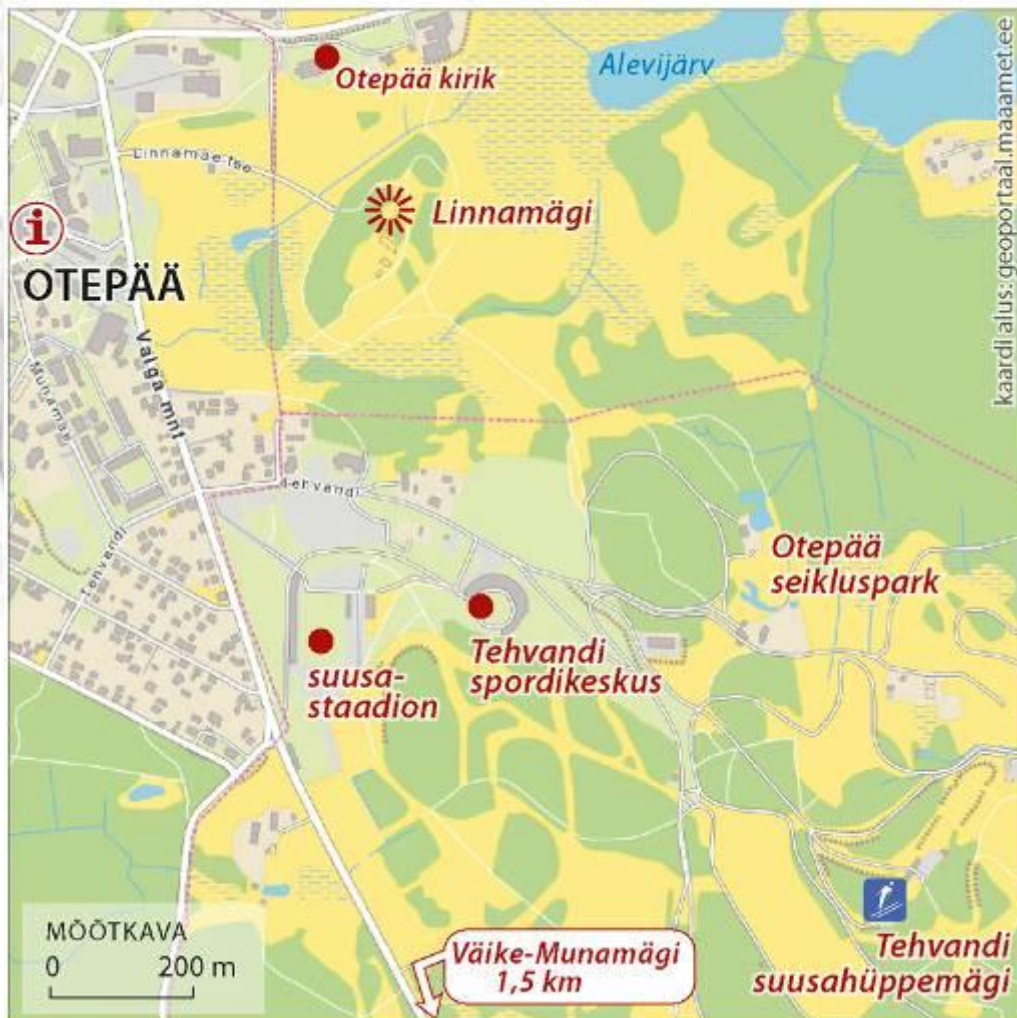 Otepää kirik
Alevijärv
Linnamäe tee
Linnamägi
i
OTEPÄÄ
Valga mnt
Munamäe
Tehvandi
Tehvandi
Otepää
seikluspark
Tehvandi
spordikeskus
suusa-
staadion
MÕÕTKAVA
0 200 m
Väike-Munamägi
1,5 km
Tehvandi
suusahüppemägi
kaardi alus: geoportaal.maaamet.ee